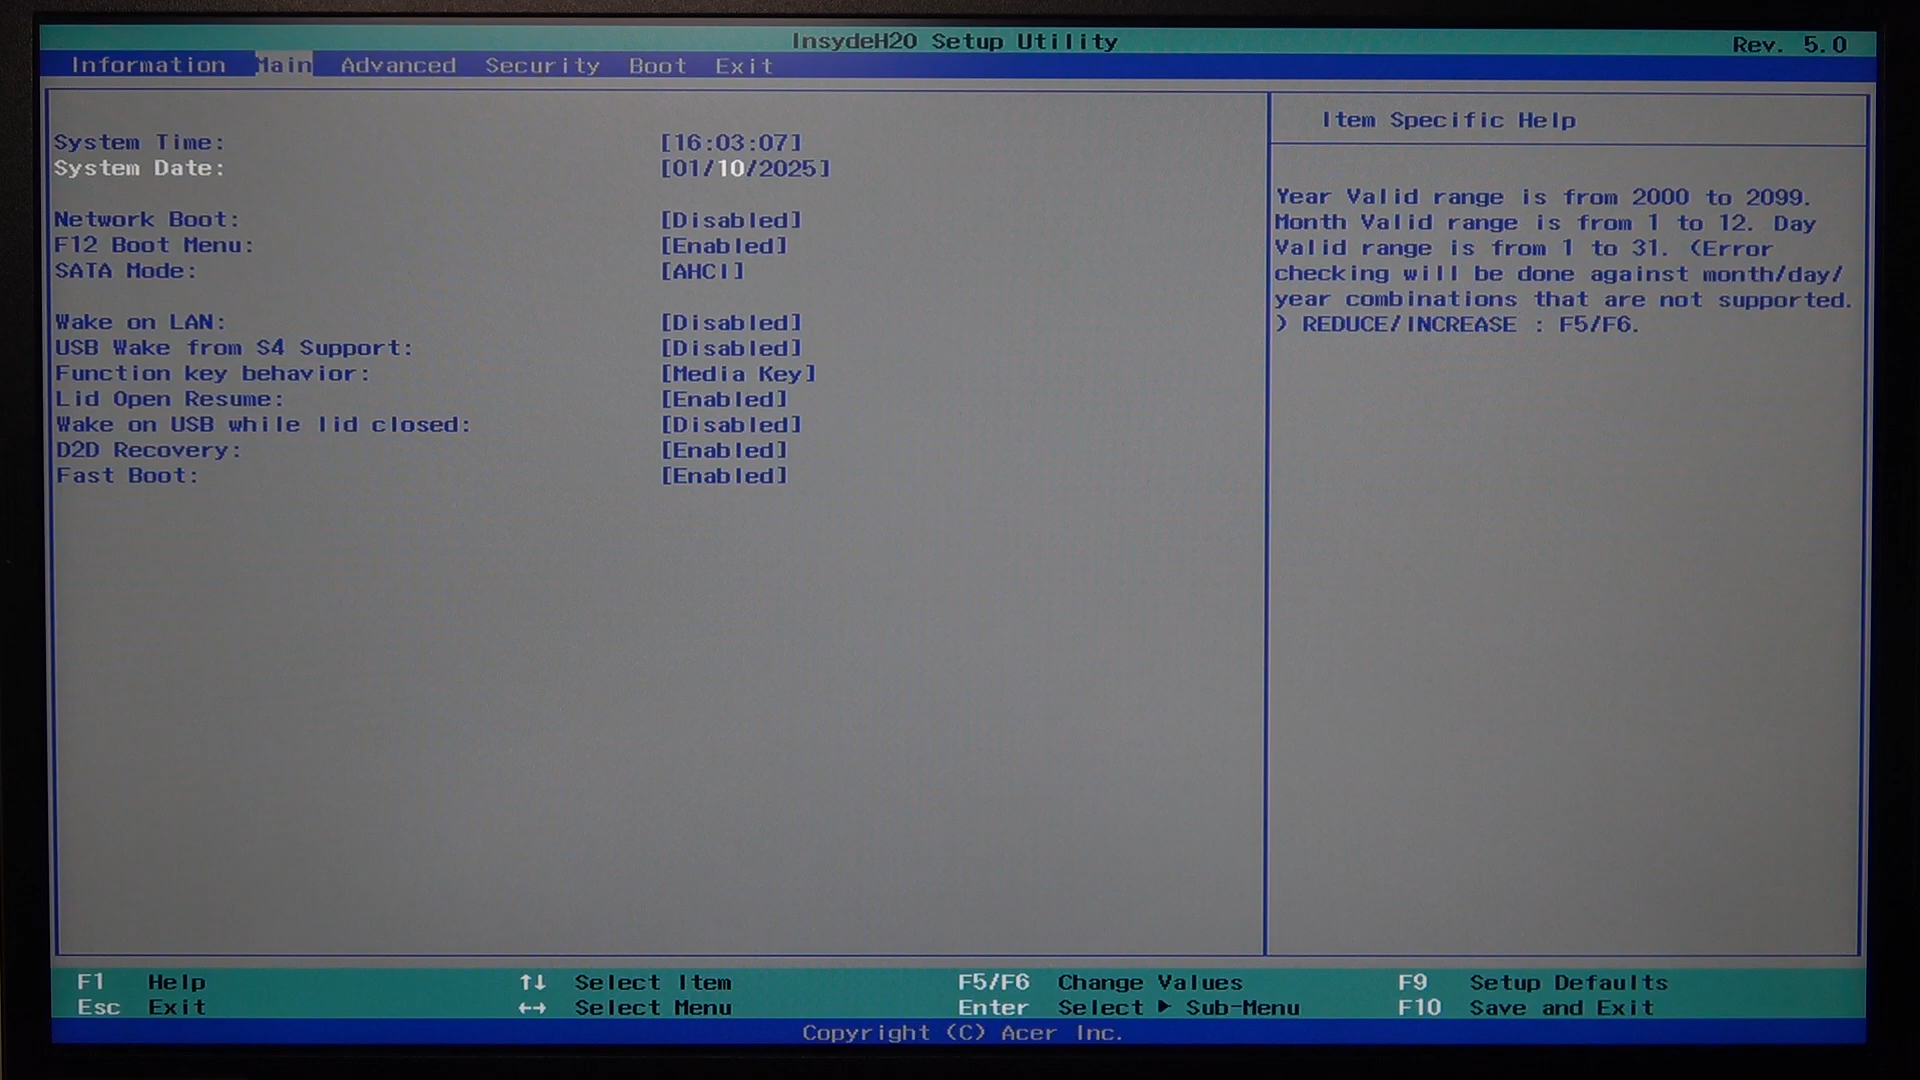 InsydeH2O Setup Utility Rev. 5.0
Information Main Advanced Security Boot Exit
Item Specific Help
System Time: [16:03:07]
System Date: [01/10/2025]
Network Boot: [Disabled]
F12 Boot Menu: [Enabled]
SATA Mode: [AHCI]
Wake on LAN: [Disabled]
USB Wake from S4 Support: [Disabled]
Function key behavior: [Media Key]
Lid Open Resume: [Enabled]
Wake on USB while lid closed: [Disabled]
D2D Recovery: [Enabled]
Fast Boot: [Enabled]
Year Valid range is from 2000 to 2099.
Month Valid range is from 1 to 12. Day
Valid range is from 1 to 31. (Error
checking will be done against month/day/
year combinations that are not supported.
) REDUCE/INCREASE : F5/F6.
F1 Help ↑↓ Select Item F5/F6 Change Values F9 Setup Defaults
Esc Exit ↔ Select Menu Enter Select ▶ Sub-Menu F10 Save and Exit
Copyright (C) Acer Inc.